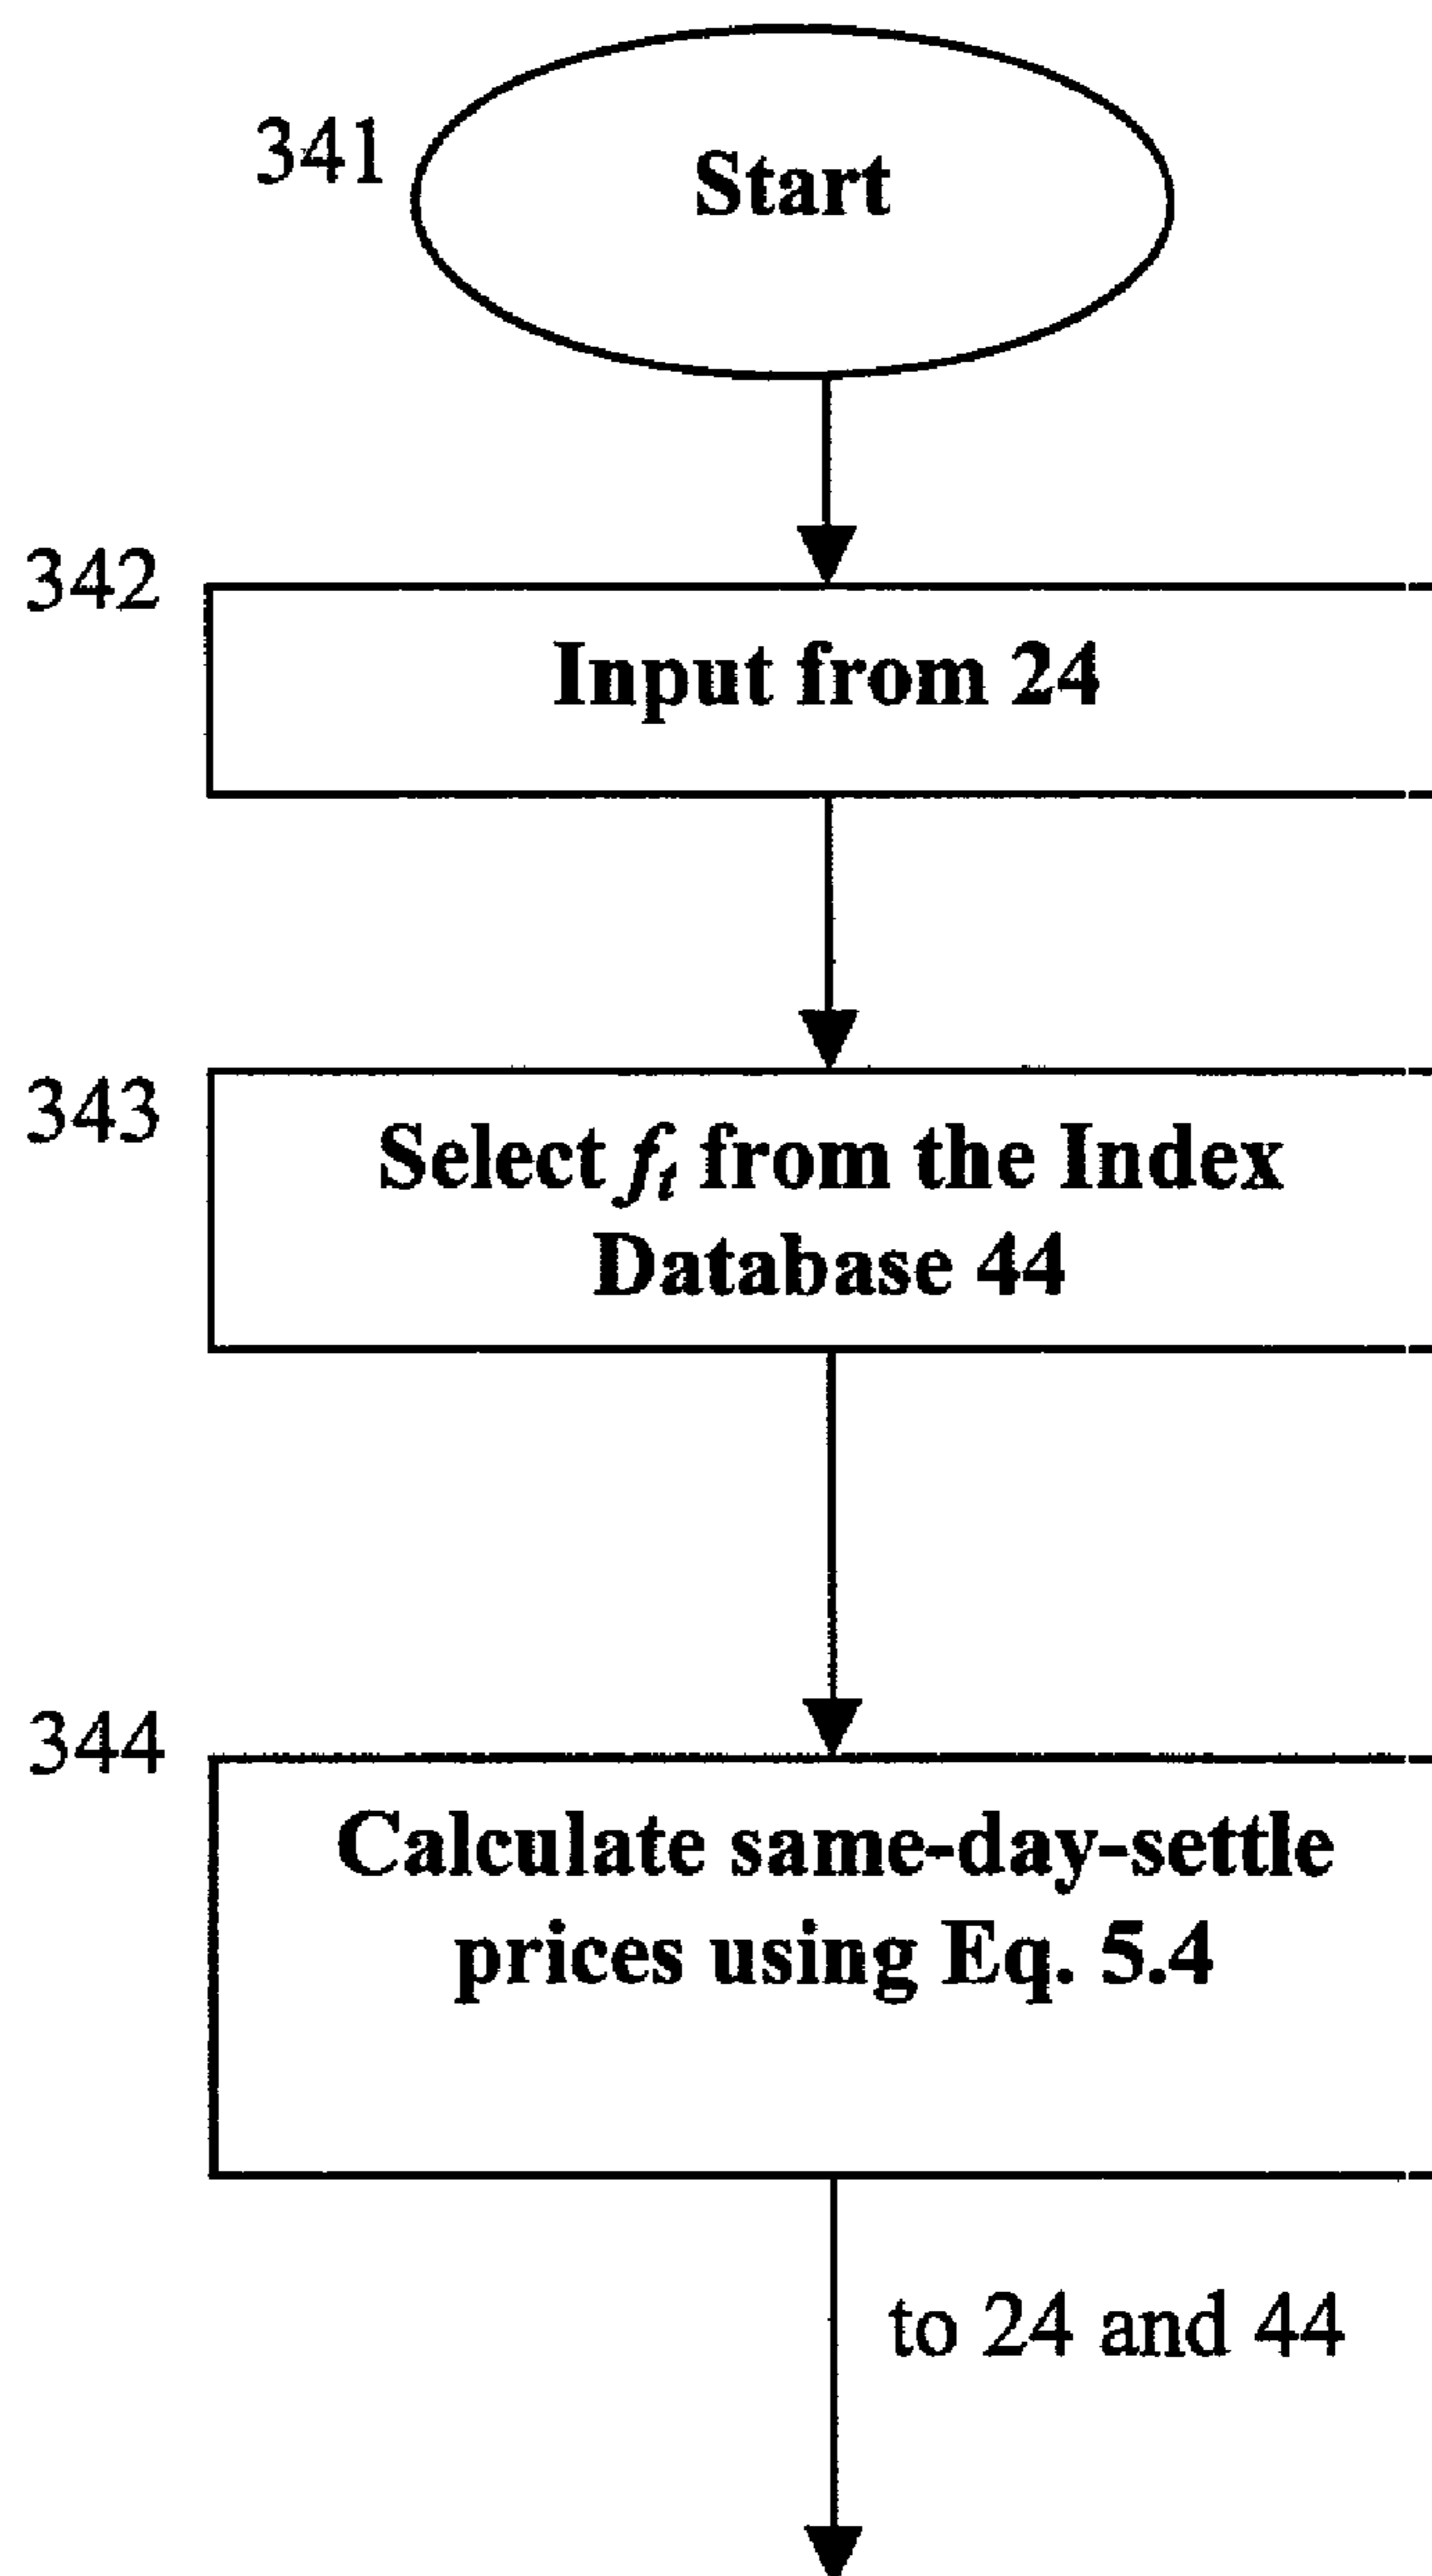 341
Start
342
Input from 24
343
Select fₜ from the Index
Database 44
344
Calculate same-day-settle
prices using Eq. 5.4
to 24 and 44